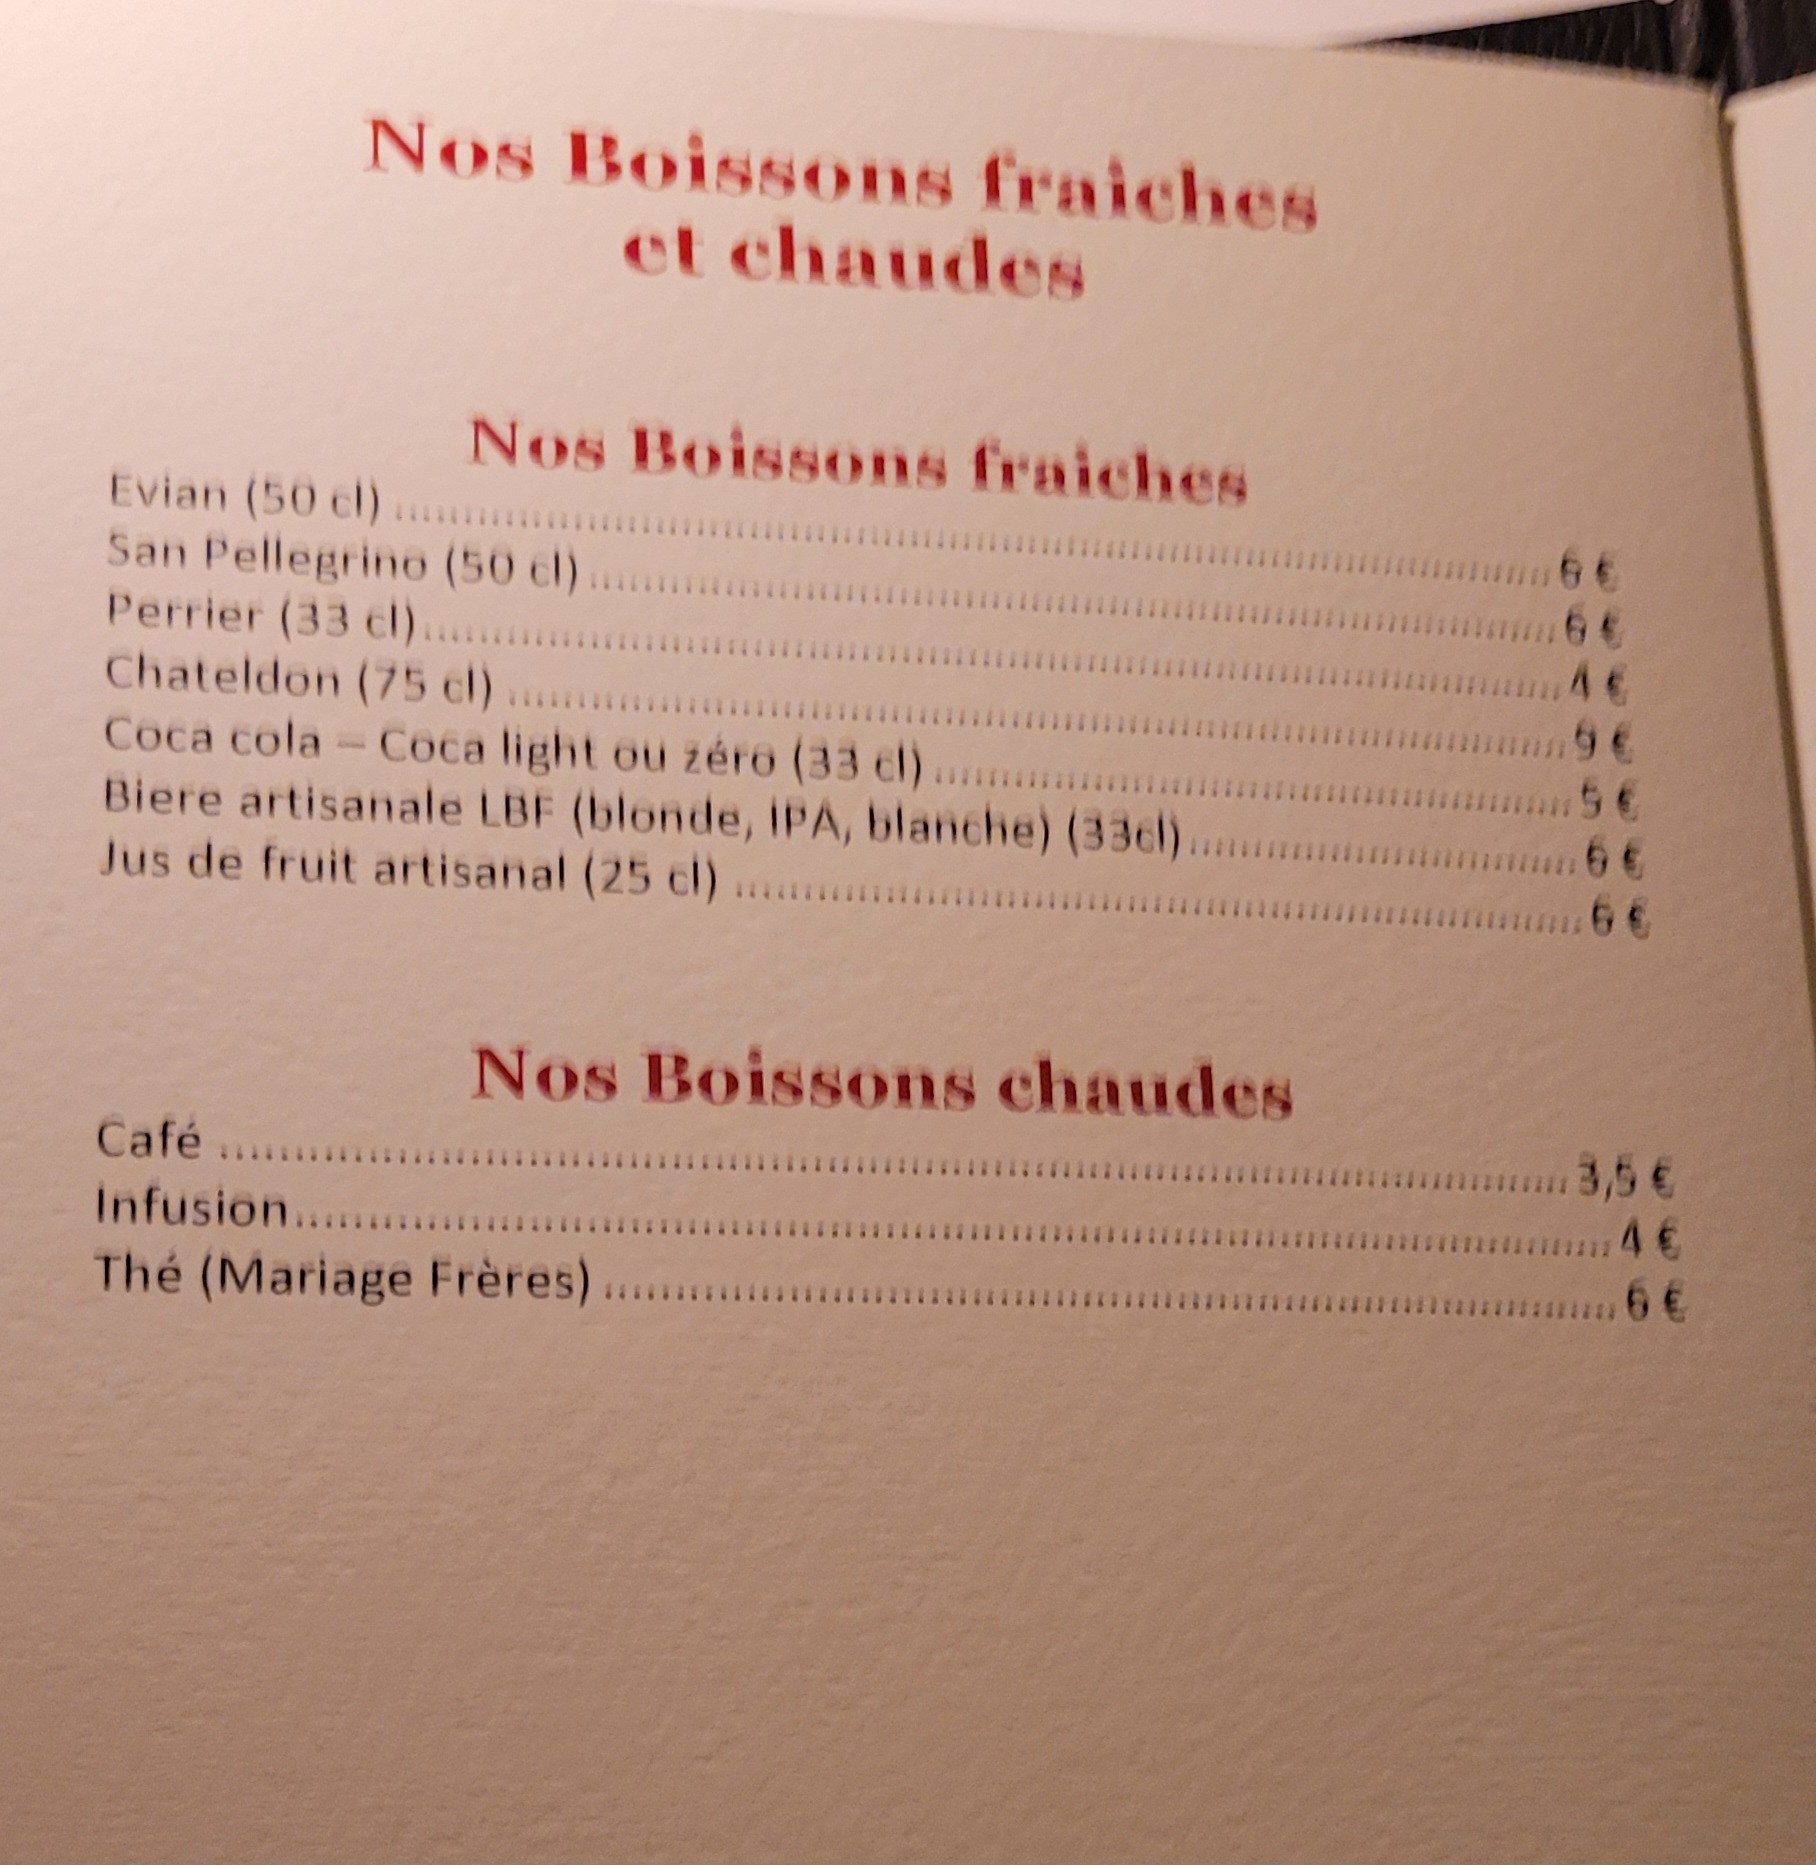 Nos Boissons fraiches
et chaudes
Nos Boissons fraiches
Evian (50 cl) 6 €
San Pellegrino (50 cl) 6 €
Perrier (33 cl) 4 €
Chateldon (75 cl) 9 €
Coca cola – Coca light ou zéro (33 cl) 5 €
Biere artisanale LBF (blonde, IPA, blanche) (33cl) 6 €
Jus de fruit artisanal (25 cl) 6 €
Nos Boissons chaudes
Café 3,5 €
Infusion 4 €
Thé (Mariage Frères) 6 €